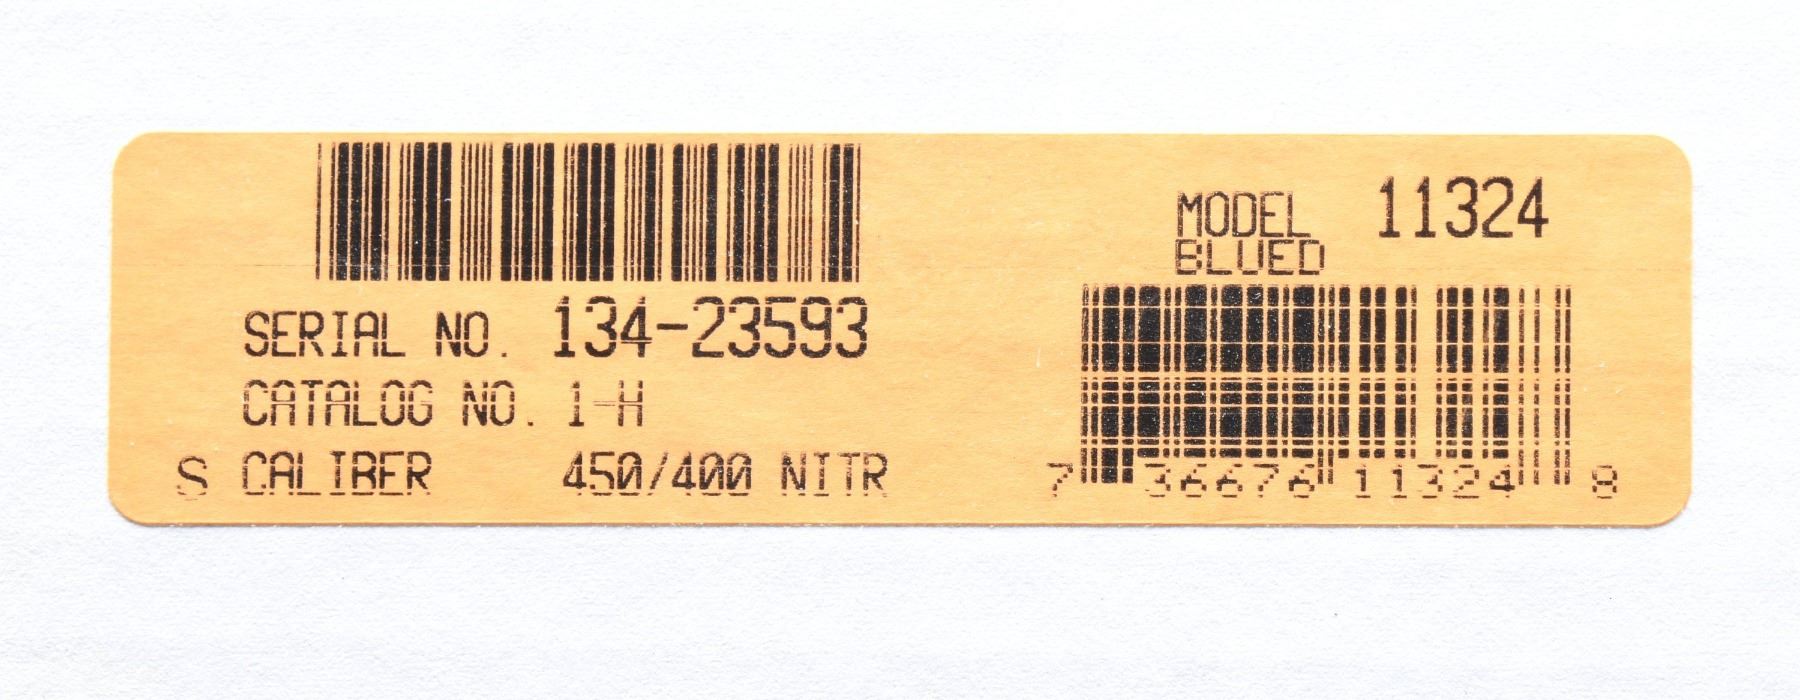 SERIAL NO. 134-23593
CATALOG NO. 1-H
S CALIBER 450/400 NITR
MODEL 11324
BLUED
7 36676 11324 8